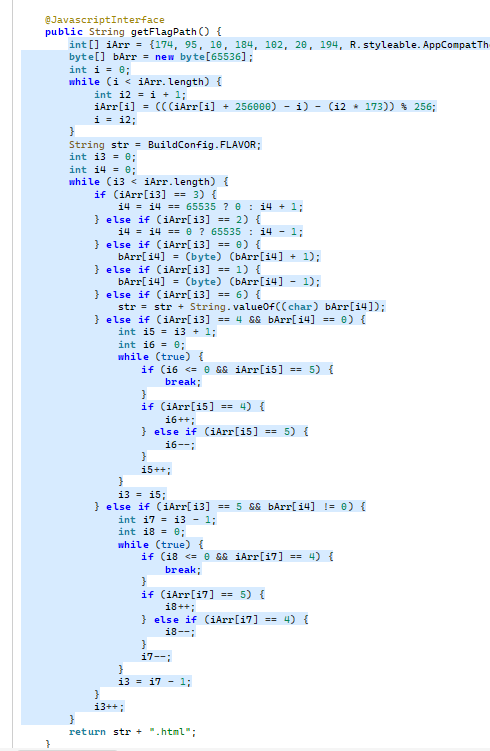 @JavascriptInterface
public String getFlagPath() {
int[] iArr = {174, 95, 10, 184, 102, 20, 194, R.styleable.AppCompatTh
byte[] bArr = new byte[65536];
int i = 0;
while (i < iArr.length) {
int i2 = i + 1;
iArr[i] = (((iArr[i] + 256000) - i) - (i2 * 173)) % 256;
i = i2;
}
String str = BuildConfig.FLAVOR;
int i3 = 0;
int i4 = 0;
while (i3 < iArr.length) {
if (iArr[i3] == 3) {
i4 = i4 == 65535 ? 0 : i4 + 1;
} else if (iArr[i3] == 2) {
i4 = i4 == 0 ? 65535 : i4 - 1;
} else if (iArr[i3] == 0) {
bArr[i4] = (byte) (bArr[i4] + 1);
} else if (iArr[i3] == 1) {
bArr[i4] = (byte) (bArr[i4] - 1);
} else if (iArr[i3] == 6) {
str = str + String.valueOf((char) bArr[i4]);
} else if (iArr[i3] == 4 && bArr[i4] == 0) {
int i5 = i3 + 1;
int i6 = 0;
while (true) {
if (i6 <= 0 && iArr[i5] == 5) {
break;
}
if (iArr[i5] == 4) {
i6++;
} else if (iArr[i5] == 5) {
i6--;
}
i5++;
}
i3 = i5;
} else if (iArr[i3] == 5 && bArr[i4] != 0) {
int i7 = i3 - 1;
int i8 = 0;
while (true) {
if (i8 <= 0 && iArr[i7] == 4) {
break;
}
if (iArr[i7] == 5) {
i8++;
} else if (iArr[i7] == 4) {
i8--;
}
i7--;
}
i3 = i7 - 1;
}
i3++;
}
return str + ".html";
}